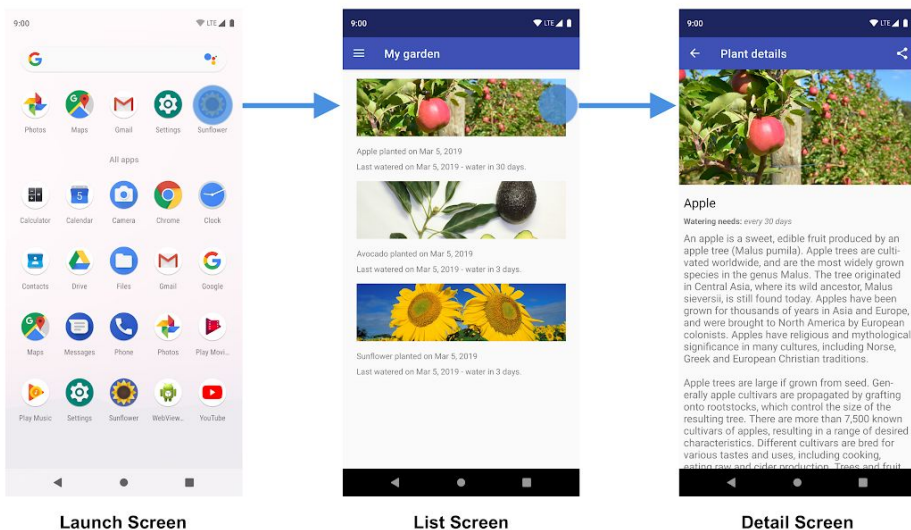 9:00
LTE
Photos
Maps
Gmail
Settings
Sunflower
All apps
Calculator
Calendar
5
Camera
Chrome
Clock
Contacts
Drive
Files
Gmail
Google
Maps
Messages
Phone
Photos
Play Movi..
Play Music
Settings
Sunflower
WebView..
YouTube
Launch Screen
9:00
LTE
My garden
Apple planted on Mar 5, 2019
Last watered on Mar 5, 2019 - water in 30 days.
Avocado planted on Mar 5, 2019
Last watered on Mar 5, 2019 - water in 3 days.
Sunflower planted on Mar 5, 2019
Last watered on Mar 5, 2019 - water in 3 days.
List Screen
9:00
LTE
Plant details
Apple
Watering needs: every 30 days
An apple is a sweet, edible fruit produced by an
apple tree (Malus pumila). Apple trees are culti-
vated worldwide, and are the most widely grown
species in the genus Malus. The tree originated
in Central Asia, where its wild ancestor, Malus
sieversii, is still found today. Apples have been
grown for thousands of years in Asia and Europe,
and were brought to North America by European
colonists. Apples have religious and mythological
significance in many cultures, including Norse,
Greek and European Christian traditions.
Apple trees are large if grown from seed. Gen-
erally apple cultivars are propagated by grafting
onto rootstocks, which control the size of the
resulting tree. There are more than 7,500 known
cultivars of apples, resulting in a range of desired
characteristics. Different cultivars are bred for
various tastes and uses, including cooking,
eating raw and cider production. Trees and fruit
Detail Screen